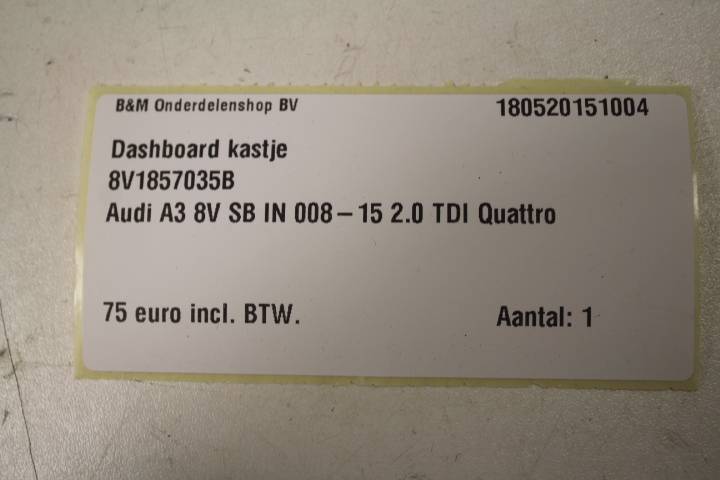 B&M Onderdelenshop BV 180520151004
Dashboard kastje
8V1857035B
Audi A3 8V SB IN 008-15 2.0 TDI Quattro
75 euro incl. BTW. Aantal: 1